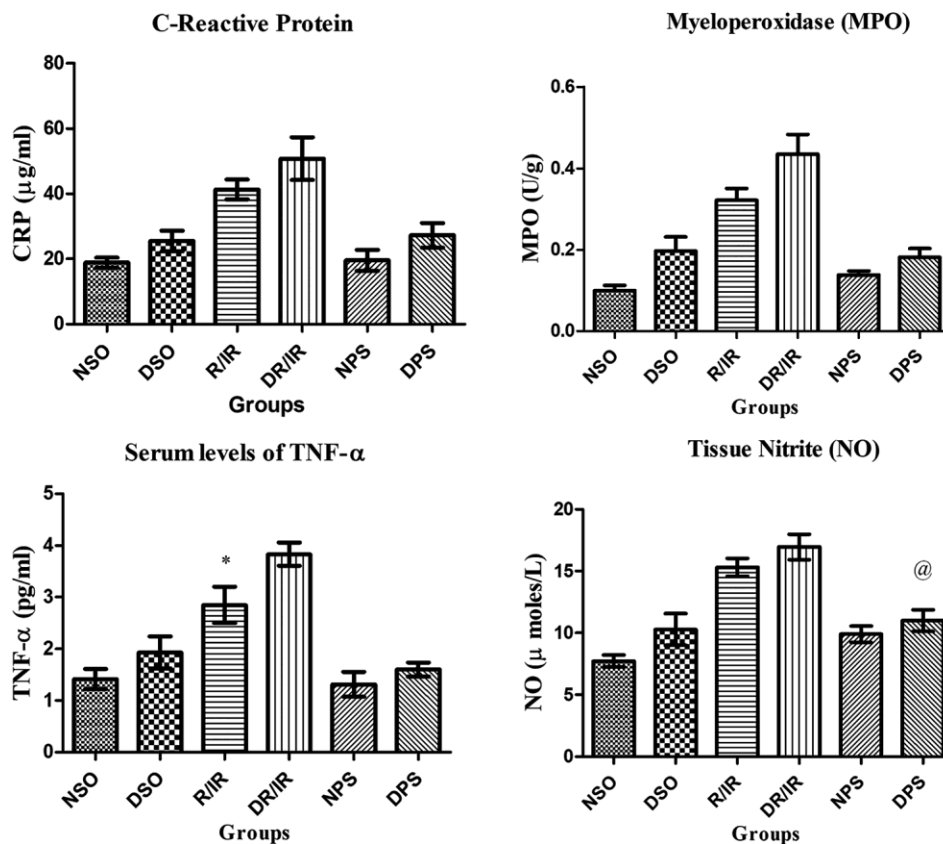 C-Reactive Protein
CRP (µg/ml)
80
60
40
20
0
NSO DSO R/IR DR/IR NPS DPS
Groups
Myeloperoxidase (MPO)
MPO (U/g)
0.6
0.4
0.2
0.0
NSO DSO R/IR DR/IR NPS DPS
Groups
Serum levels of TNF-α
TNF-α (pg/ml)
5
4
3
2
1
0
*
NSO DSO R/IR DR/IR NPS DPS
Groups
Tissue Nitrite (NO)
NO (µ moles/L)
20
15
10
5
0
@
NSO DSO R/IR DR/IR NPS DPS
Groups